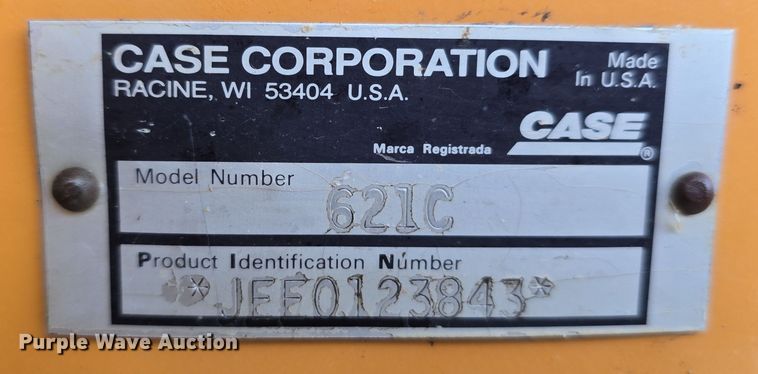 CASE CORPORATION
RACINE, WI 53404 U.S.A.
Made
In U.S.A.
Marca Registrada
CASE®
Model Number
621C
Product Identification Number
*JEE0123843*
Purple Wave Auction